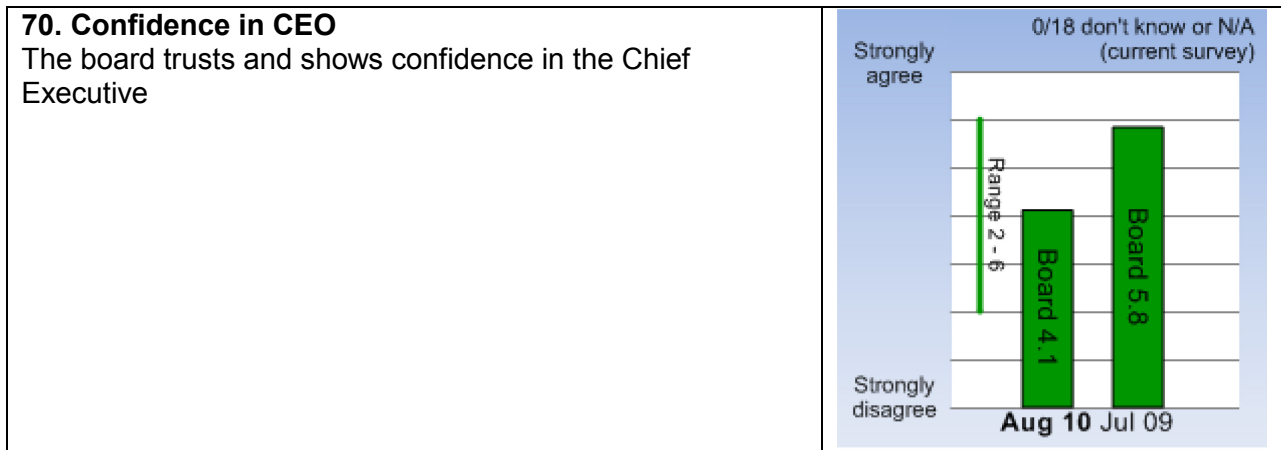 70. Confidence in CEO
The board trusts and shows confidence in the Chief
Executive
0/18 don't know or N/A
(current survey)
Strongly
agree
Range 2 - 6
Board 4.1
Board 5.8
Strongly
disagree
Aug 10 Jul 09